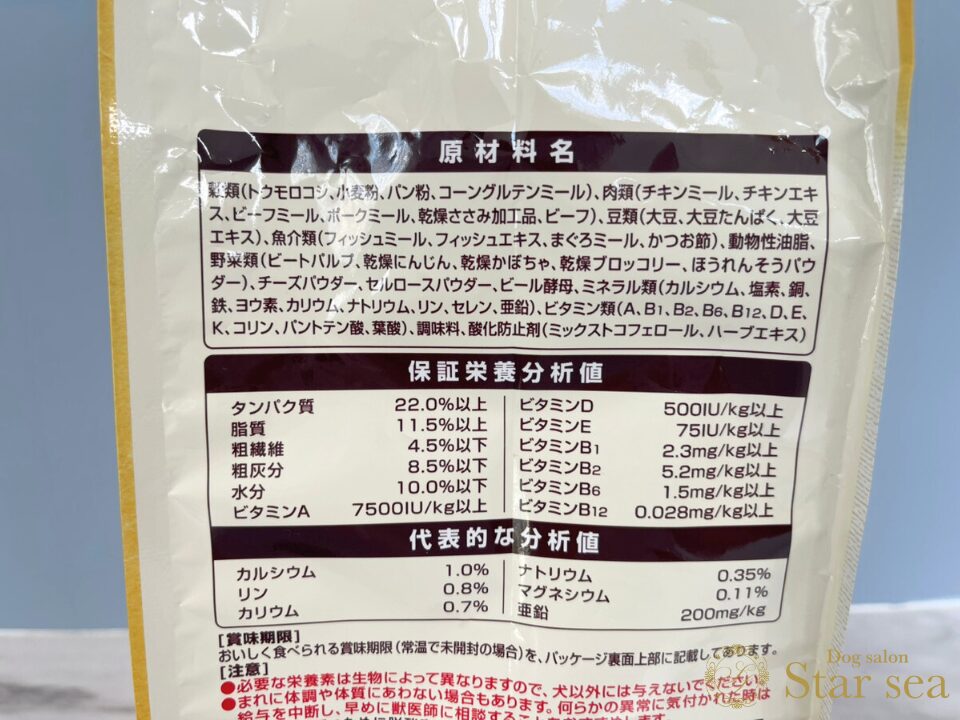 原材料名
穀類(トウモロコシ、小麦粉、パン粉、コーングルテンミール)、肉類(チキンミール、チキンエキ
ス、ビーフミール、ポークミール、乾燥ささみ加工品、ビーフ)、豆類(大豆、大豆たんぱく、大豆
エキス)、魚介類(フィッシュミール、フィッシュエキス、まぐろミール、かつお節)、動物性油脂、
野菜類(ビートパルプ、乾燥にんじん、乾燥かぼちゃ、乾燥ブロッコリー、ほうれんそうパウ
ダー)、チーズパウダー、セルロースパウダー、ビール酵母、ミネラル類(カルシウム、塩素、銅、
鉄、ヨウ素、カリウム、ナトリウム、リン、セレン、亜鉛)、ビタミン類(A、B1、B2、B6、B12、D、E、
K、コリン、パントテン酸、葉酸)、調味料、酸化防止剤(ミックストコフェロール、ハーブエキス)
保証栄養分析値
タンパク質 22.0%以上
脂質 11.5%以上
粗繊維 4.5%以下
粗灰分 8.5%以下
水分 10.0%以下
ビタミンA 7500IU/kg以上
ビタミンD 500IU/kg以上
ビタミンE 75IU/kg以上
ビタミンB1 2.3mg/kg以上
ビタミンB2 5.2mg/kg以上
ビタミンB6 1.5mg/kg以上
ビタミンB12 0.028mg/kg以上
代表的な分析値
カルシウム 1.0%
リン 0.8%
カリウム 0.7%
ナトリウム 0.35%
マグネシウム 0.11%
亜鉛 200mg/kg
[賞味期限]
おいしく食べられる賞味期限(常温で未開封の場合)を、パッケージ裏面上部に記載してあります。
[注意]
●必要な栄養素は生物によって異なりますので、犬以外には与えないでください。
●まれに体調や体質にあわない場合もあります。何らかの異常に気付かれた時は
給与を中断し、早めに獣医師に相談することをおすすめします。
Dog salon
Star sea